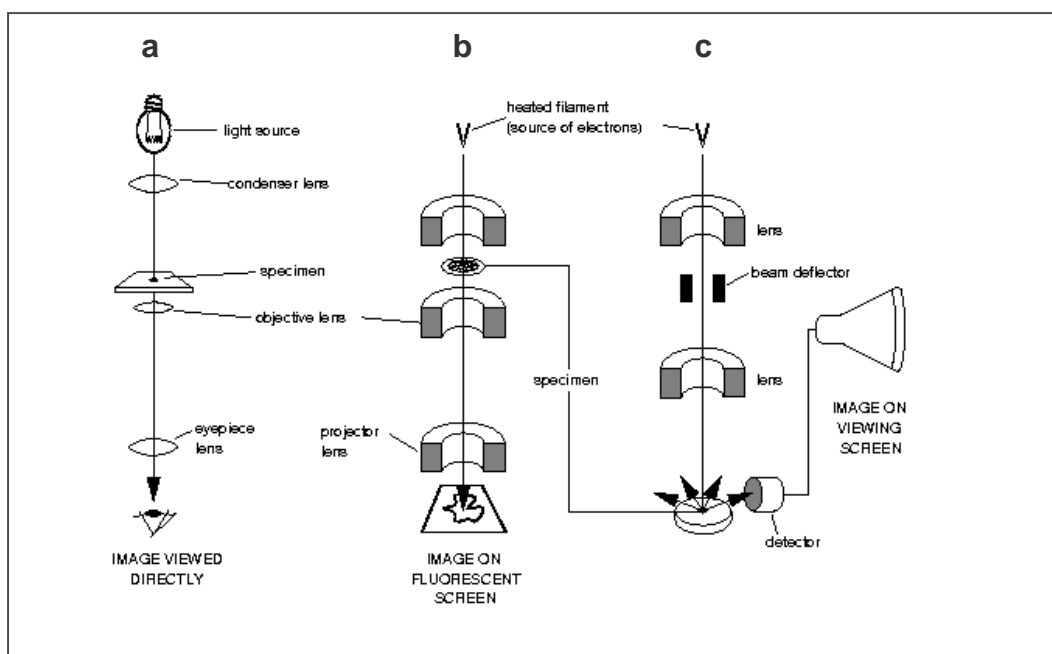 a
b
c
heated filament
(source of electrons)
light source
condenser lens
lens
specimen
beam deflector
objective lens
specimen
lens
IMAGE ON
VIEWING
SCREEN
eyepiece
lens
projector
lens
detector
IMAGE VIEWED
DIRECTLY
IMAGE ON
FLUORESCENT
SCREEN